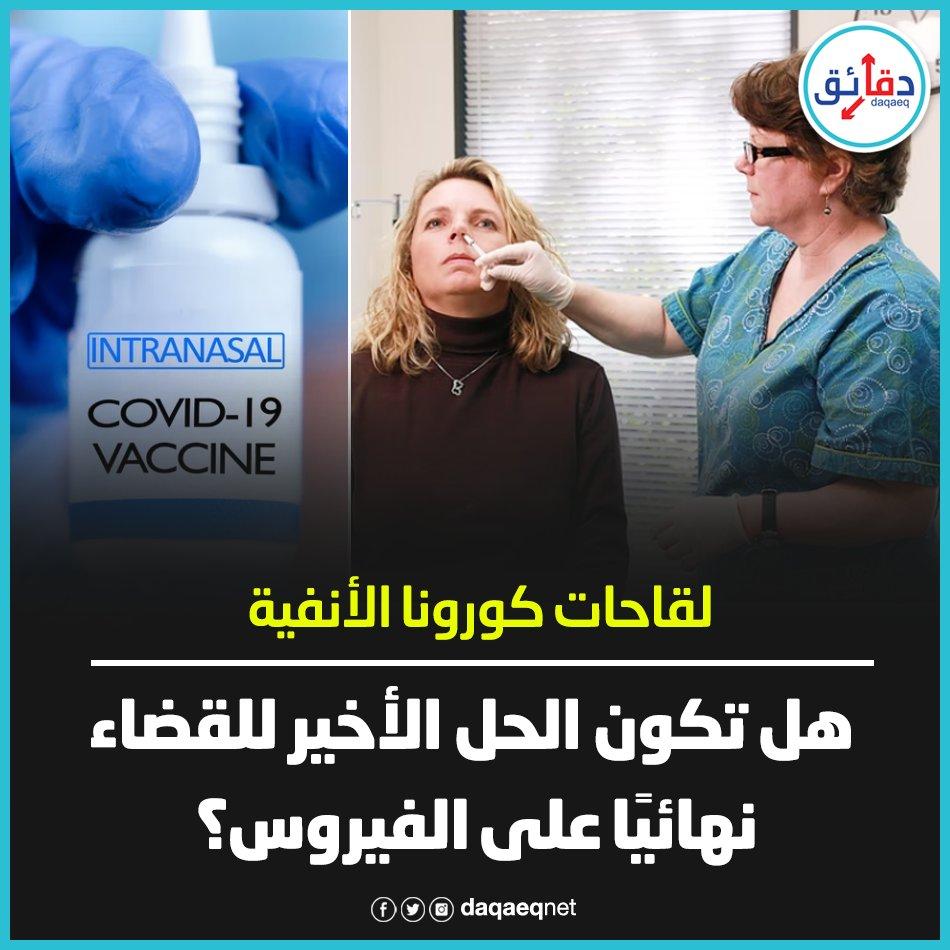 دقائق
daqaeq
INTRANASAL
COVID-19
VACCINE
لقاحات كورونا الأنفية
هل تكون الحل الأخير للقضاء
نهائيًا على الفيروس؟
daqaeqnet